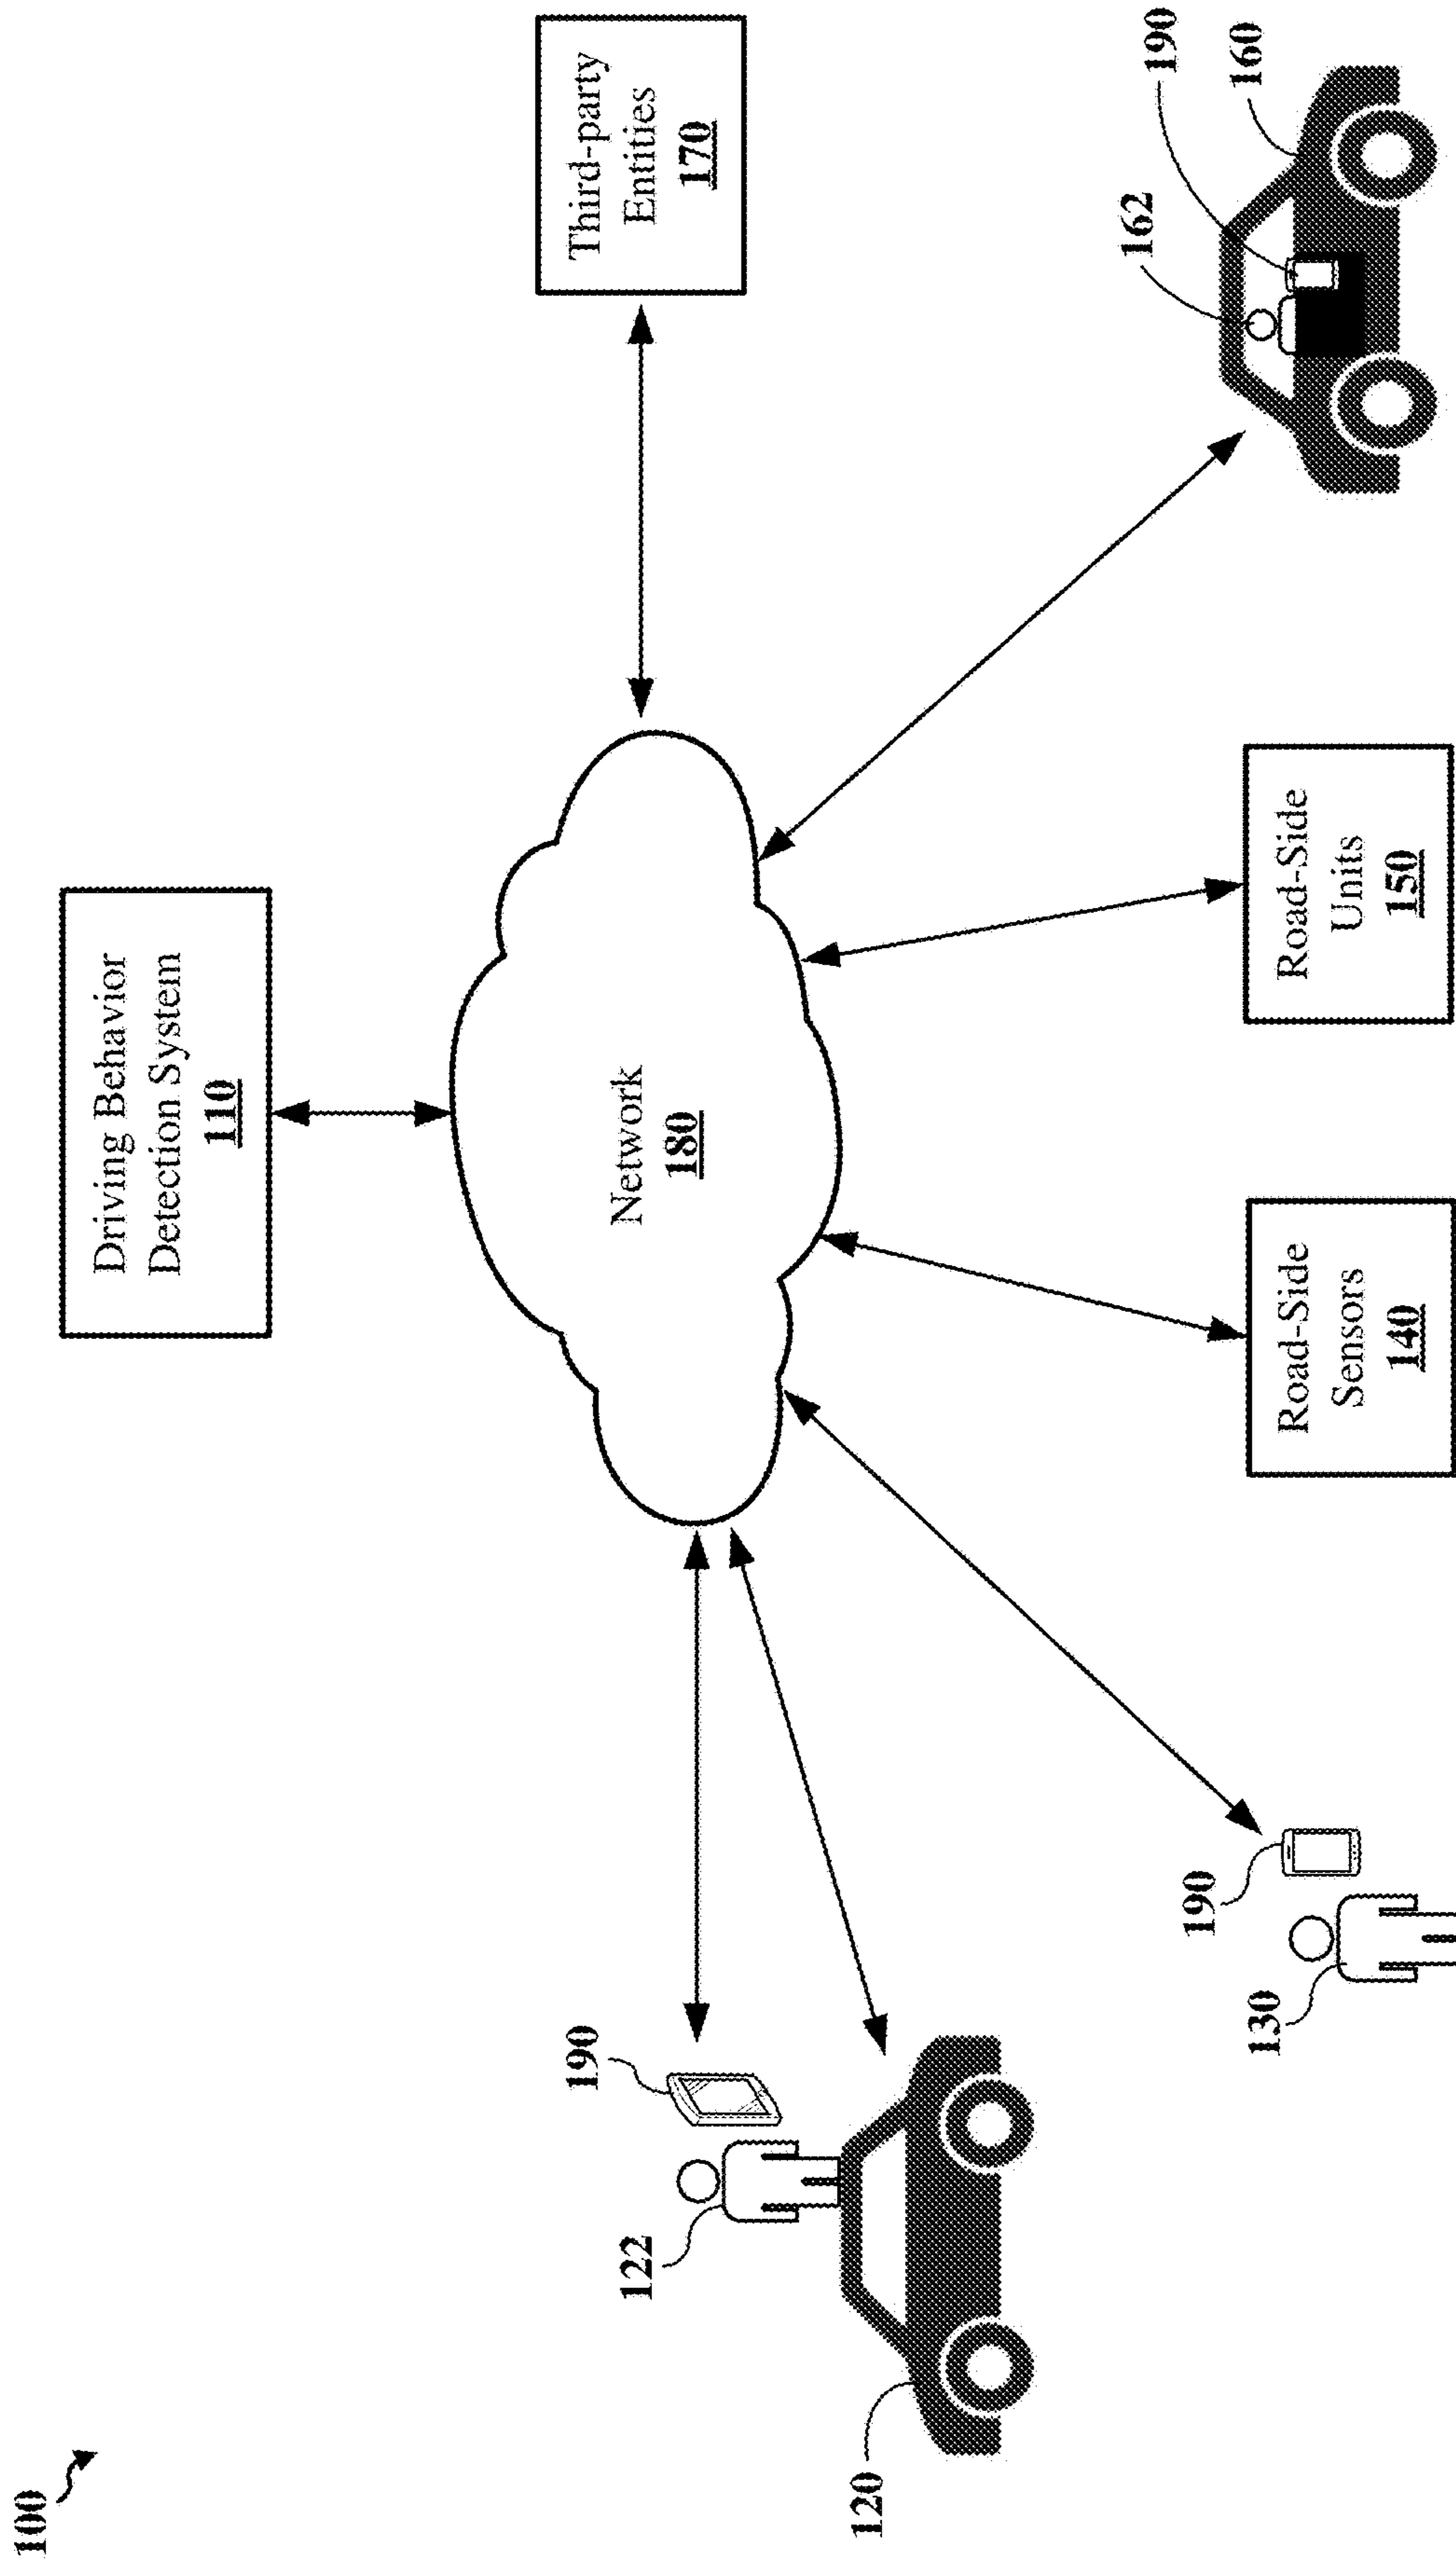 100
Driving Behavior
Detection System
110
Third-party
Entities
170
Network
180
190
122
120
190
130
Road-Side
Sensors
140
Road-Side
Units
150
162
190
160